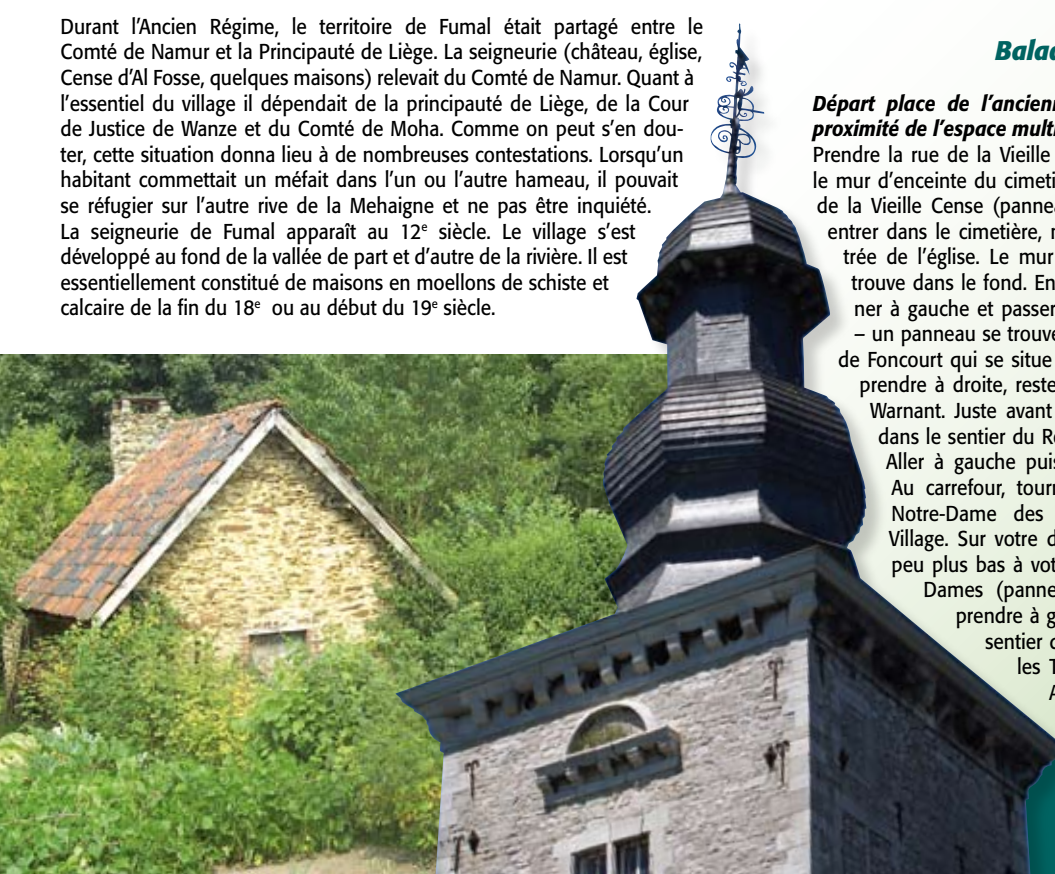 Durant l'Ancien Régime, le territoire de Fumal était partagé entre le
Comté de Namur et la Principauté de Liège. La seigneurie (château, église,
Cense d'Al Fosse, quelques maisons) relevait du Comté de Namur. Quant à
l'essentiel du village il dépendait de la principauté de Liège, de la Cour
de Justice de Wanze et du Comté de Moha. Comme on peut s'en dou-
ter, cette situation donna lieu à de nombreuses contestations. Lorsqu'un
habitant commettait un méfait dans l'un ou l'autre hameau, il pouvait
se réfugier sur l'autre rive de la Mehaigne et ne pas être inquiété.
La seigneurie de Fumal apparaît au 12e siècle. Le village s'est
développé au fond de la vallée de part et d'autre de la rivière. Il est
essentiellement constitué de maisons en moellons de schiste et
calcaire de la fin du 18e ou au début du 19e siècle.
Balad
Départ place de l'ancienn
proximité de l'espace mult
Prendre la rue de la Vieille
le mur d'enceinte du cimeti
de la Vieille Cense (pannea
entrer dans le cimetière, n
trée de l'église. Le mur
trouve dans le fond. En
ner à gauche et passer
– un panneau se trouve
de Foncourt qui se situe
prendre à droite, reste
Warnant. Juste avant
dans le sentier du Ro
Aller à gauche puis
Au carrefour, tourn
Notre-Dame des
Village. Sur votre d
peu plus bas à vot
Dames (panne
prendre à g
sentier d
les T
A